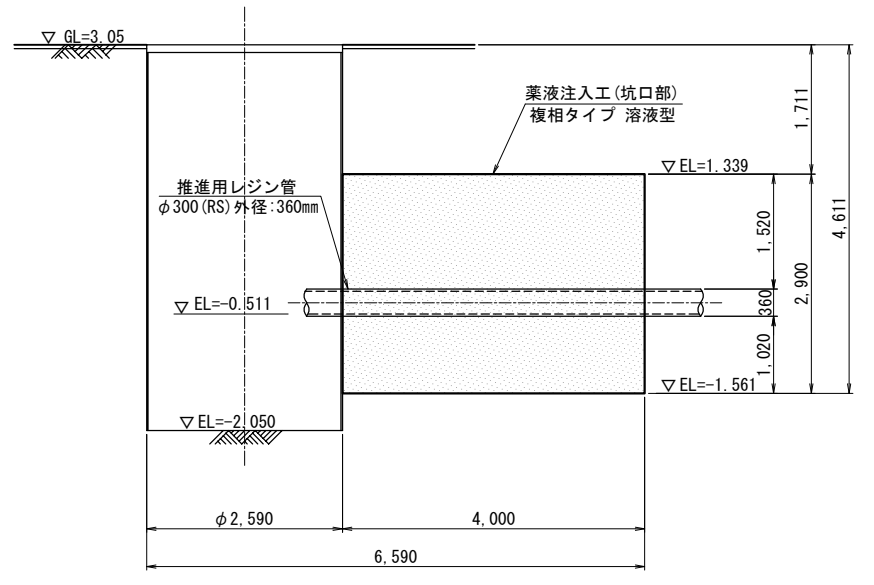 ▽ GL=3.05
薬液注入工(坑口部)
複相タイプ 溶液型
1,711
▽EL=1.339
推進用レジン管
φ300(RS)外径:360mm
1,520
4,611
2,900
▽ EL=-0.511
360
1,020
▽EL=-1.561
▽EL=-2.050
φ2,590
4,000
6,590